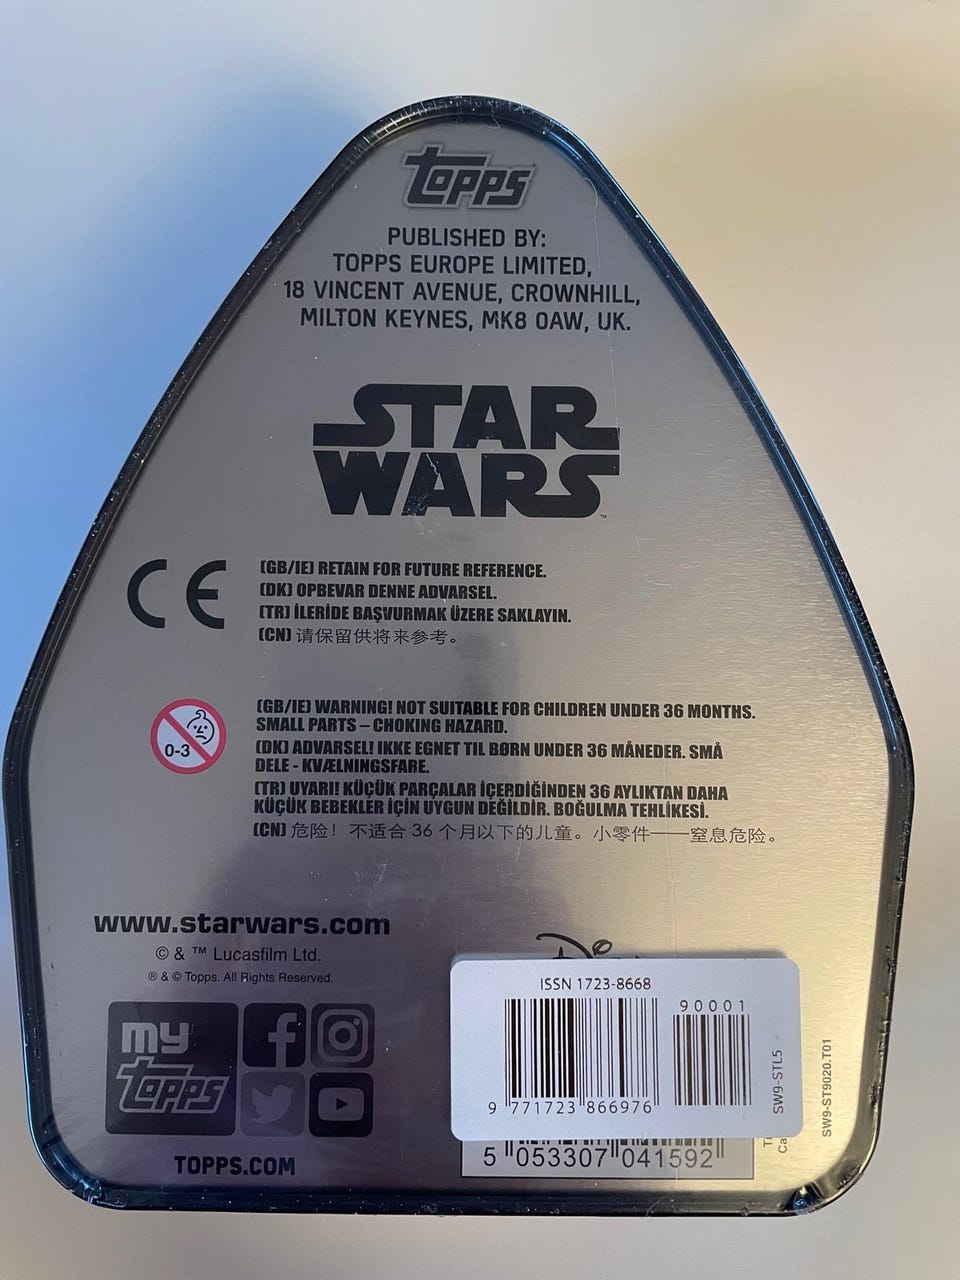 topps
PUBLISHED BY:
TOPPS EUROPE LIMITED,
18 VINCENT AVENUE, CROWNHILL,
MILTON KEYNES, MK8 0AW, UK.
STAR
WARS
TM
CE
(GB/IE) RETAIN FOR FUTURE REFERENCE.
(DK) OPBEVAR DENNE ADVARSEL.
(TR) İLERİDE BAŞVURMAK ÜZERE SAKLAYIN.
(CN) 请保留供将来参考。
0-3
(GB/IE) WARNING! NOT SUITABLE FOR CHILDREN UNDER 36 MONTHS.
SMALL PARTS – CHOKING HAZARD.
(DK) ADVARSEL! IKKE EGNET TIL BØRN UNDER 36 MÅNEDER. SMÅ
DELE - KVÆLNINGSFARE.
(TR) UYARI! KÜÇÜK PARÇALAR İÇERDİĞİNDEN 36 AYLIKTAN DAHA
KÜÇÜK BEBEKLER İÇİN UYGUN DEĞİLDİR. BOĞULMA TEHLİKESİ.
(CN) 危险！不适合 36 个月以下的儿童。小零件——窒息危险。
www.starwars.com
© & ™ Lucasfilm Ltd.
® & © Topps. All Rights Reserved.
my
topps
TOPPS.COM
ISSN 1723-8668
90001
9 771723 866976
SW9-STL5
5 053307 041592
SW9-ST9020.T01